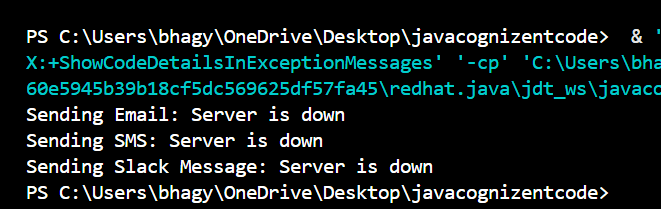 PS C:\Users\bhagy\OneDrive\Desktop\javacognizentcode>  & '
X:+ShowCodeDetailsInExceptionMessages' '-cp' 'C:\Users\bha
60e5945b39b18cf5dc569625df57fa45\redhat.java\jdt_ws\javaco
Sending Email: Server is down
Sending SMS: Server is down
Sending Slack Message: Server is down
PS C:\Users\bhagy\OneDrive\Desktop\javacognizentcode>